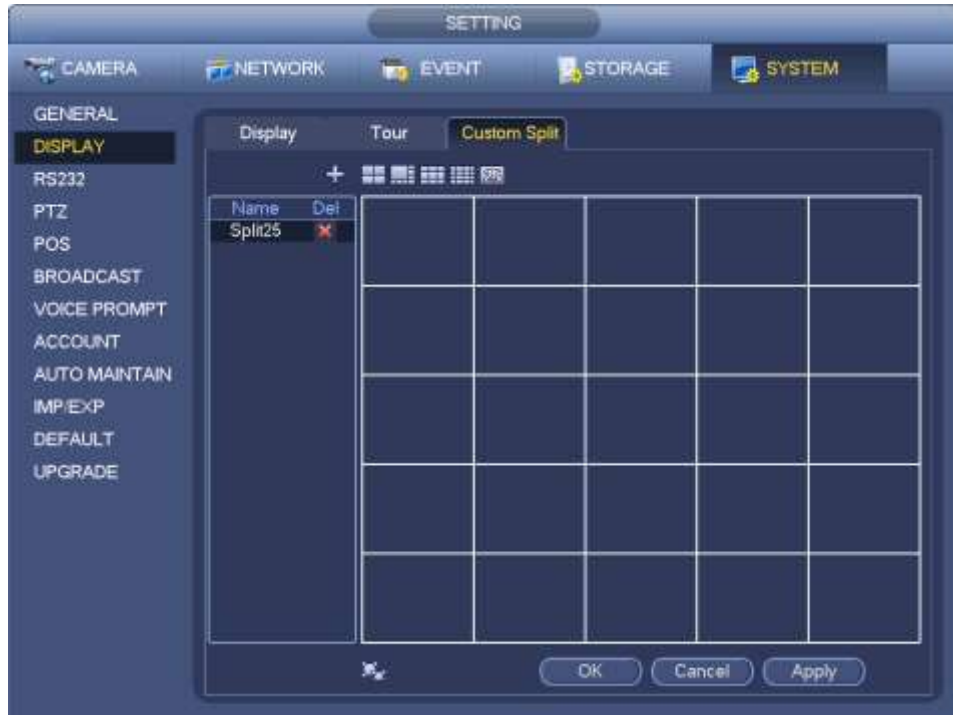 SETTING
CAMERA NETWORK EVENT STORAGE SYSTEM
GENERAL
DISPLAY
RS232
PTZ
POS
BROADCAST
VOICE PROMPT
ACCOUNT
AUTO MAINTAIN
IMP/EXP
DEFAULT
UPGRADE
Display Tour Custom Split
+
Name Del
Split25
OK Cancel Apply